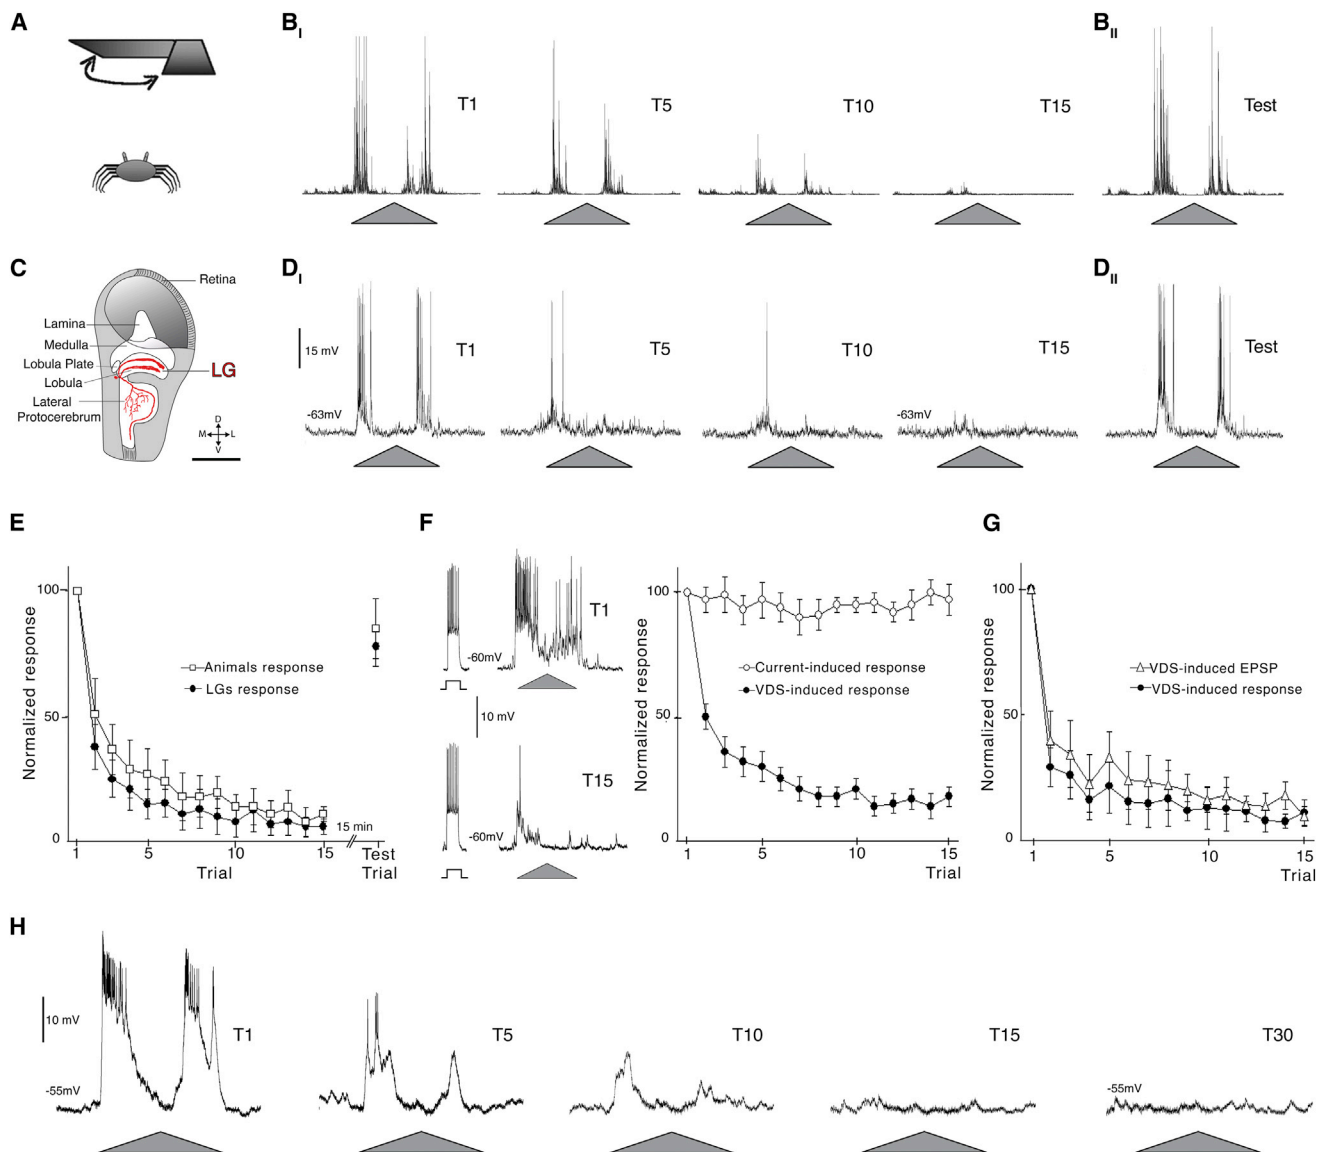 A
B I
T1
T5
T10
T15
B II
Test
C
Retina
Lamina
Medulla
Lobula Plate
Lobula
Lateral
Protocerebrum
LG
D
M
L
V
D I
15 mV
-63mV
T1
T5
T10
-63mV
T15
D II
Test
E
Normalized response
100
50
0
Animals response
LGs response
15 min
1
5
10
15
Trial
Test
Trial
F
T1
-60mV
10 mV
T15
-60mV
Normalized response
100
50
0
Current-induced response
VDS-induced response
1
5
10
15
Trial
G
Normalized response
100
50
0
VDS-induced EPSP
VDS-induced response
1
5
10
15
Trial
H
10 mV
-55mV
T1
T5
T10
T15
-55mV
T30